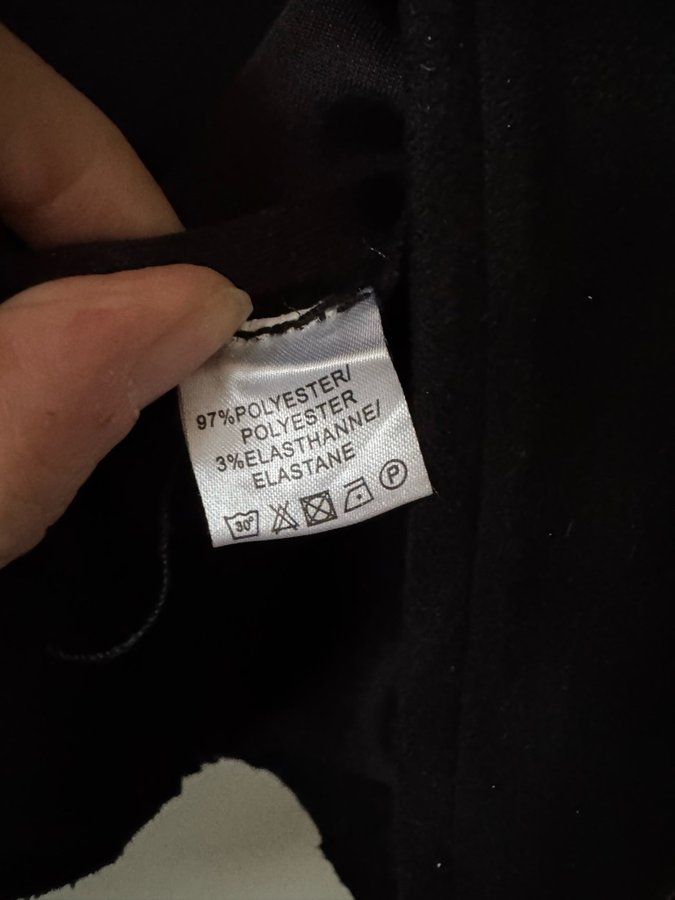 97%POLYESTER/
POLYESTER
3%ELASTHANNE/
ELASTANE
30° P